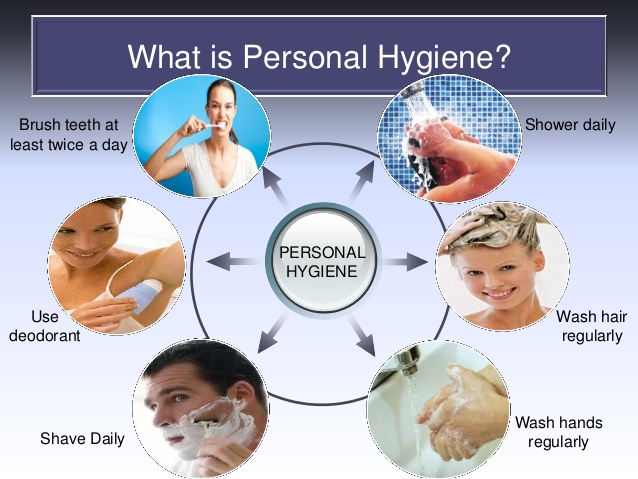 What is Personal Hygiene?
Brush teeth at
least twice a day
Shower daily
PERSONAL
HYGIENE
Use
deodorant
Wash hair
regularly
Shave Daily
Wash hands
regularly